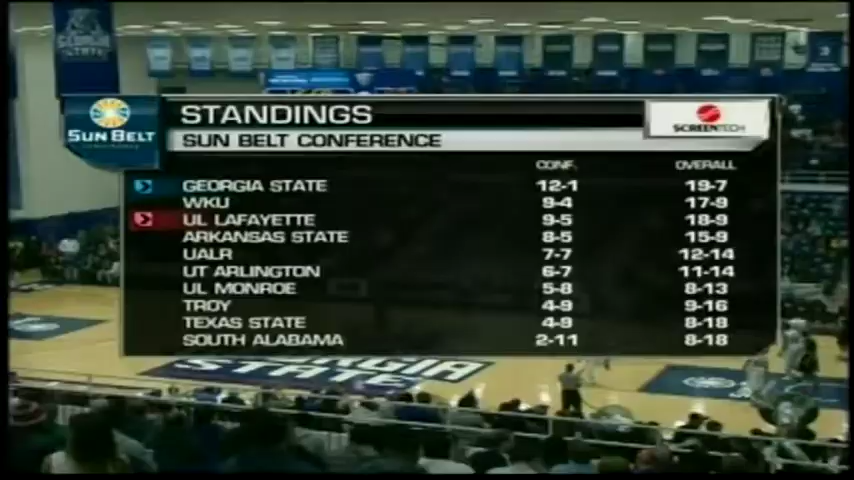 GEORGIA
STATE
SUN BELT
STANDINGS
SCREENTECH
SUN BELT CONFERENCE
CONF. OVERALL
GEORGIA STATE 12-1 19-7
WKU 9-4 17-9
UL LAFAYETTE 9-5 18-9
ARKANSAS STATE 8-5 15-9
UALR 7-7 12-14
UT ARLINGTON 6-7 11-14
UL MONROE 5-8 8-13
TROY 4-9 9-16
TEXAS STATE 4-9 8-18
SOUTH ALABAMA 2-11 8-18
GEORGIA
STATE